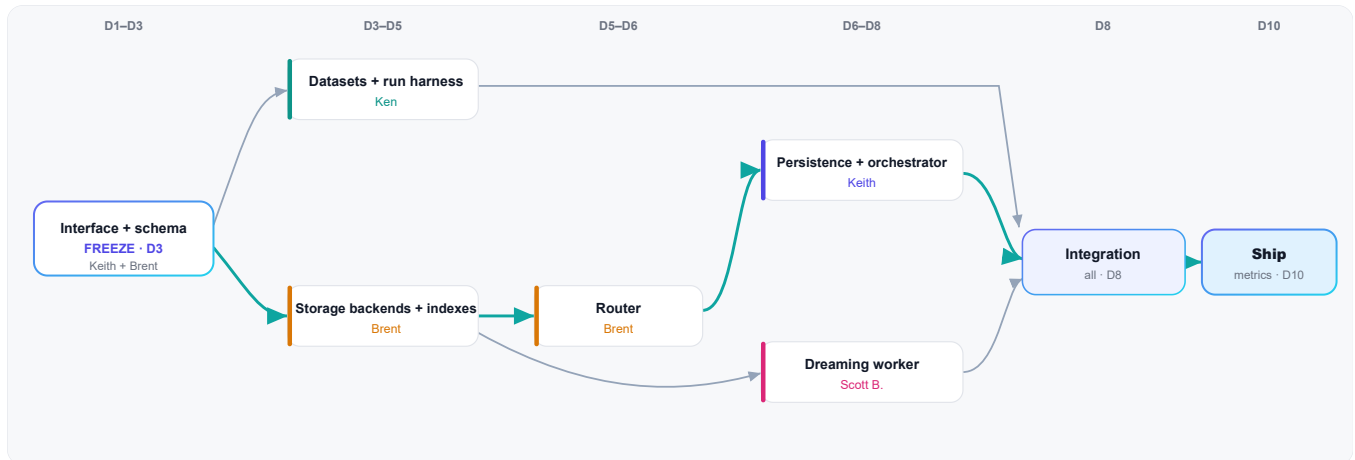 D1–D3
D3–D5
D5–D6
D6–D8
D8
D10
Datasets + run harness
Ken
Persistence + orchestrator
Keith
Interface + schema
FREEZE · D3
Keith + Brent
Integration
all · D8
Ship
metrics · D10
Storage backends + indexes
Brent
Router
Brent
Dreaming worker
Scott B.